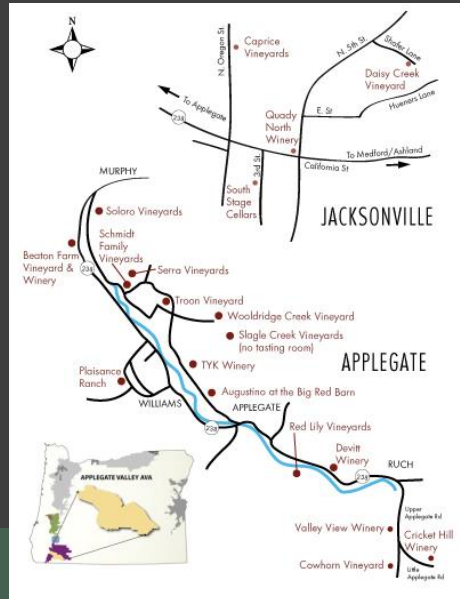 N
N. Oregon St
Caprice
Vineyards
N. 5th St.
Shafer Lane
Daisy Creek
Vineyard
Hueners Lane
E. St
To Applegate
238
Quady
North
Winery
To Medford/Ashland
California St
3rd St.
South
Stage
Cellars
JACKSONVILLE
MURPHY
Soloro Vineyards
Schmidt
Family
Vineyards
Beaton Farm
Vineyard &
Winery
238
Serra Vineyards
Troon Vineyard
Wooldridge Creek Vineyard
Slagle Creek Vineyards
(no tasting room)
APPLEGATE
TYK Winery
Plaisance
Ranch
Augustino at the Big Red Barn
WILLIAMS
APPLEGATE
238
Red Lily Vineyards
Devitt
Winery
238
RUCH
Upper
Applegate Rd
Valley View Winery
Cricket Hill
Winery
Cowhorn Vineyard
Little
Applegate Rd
APPLEGATE VALLEY AVA